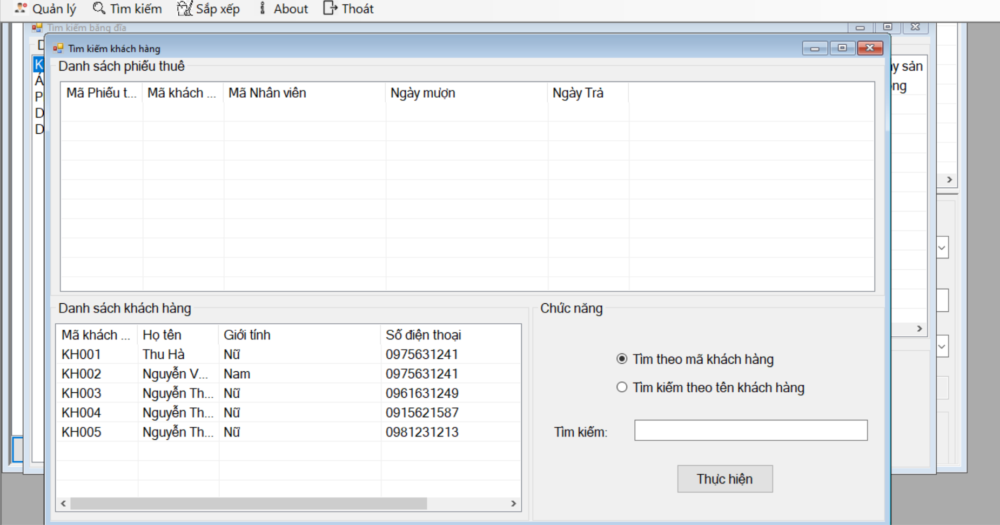 Quản lý Tìm kiếm Sắp xếp About Thoát
Tìm kiếm băng đĩa
Tìm kiếm khách hàng
Danh sách phiếu thuê
Mã Phiếu t... Mã khách ... Mã Nhân viên Ngày mượn Ngày Trả
Danh sách khách hàng
Mã khách ... Họ tên Giới tính Số điện thoại
KH001 Thu Hà Nữ 0975631241
KH002 Nguyễn V... Nam 0975631241
KH003 Nguyễn Th... Nữ 0961631249
KH004 Nguyễn Th... Nữ 0915621587
KH005 Nguyễn Th... Nữ 0981231213
Chức năng
Tìm theo mã khách hàng
Tìm kiếm theo tên khách hàng
Tìm kiếm:
Thực hiện
sản